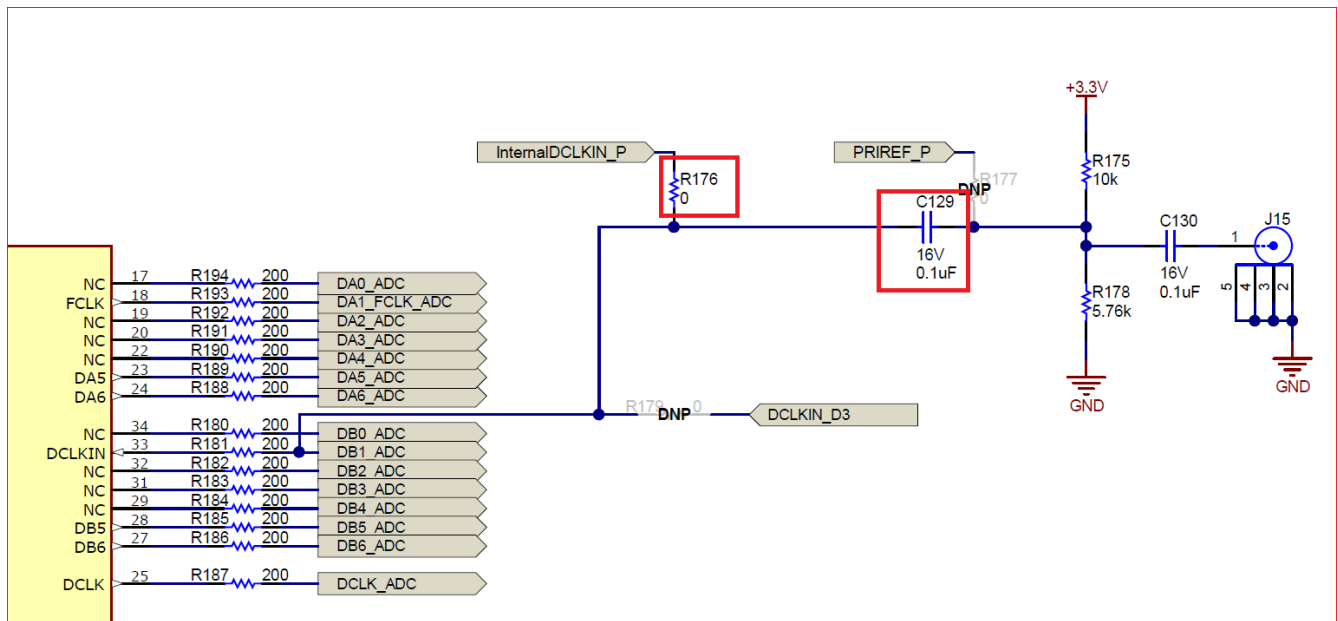 +3.3V
InternalDCLKIN_P
PRIREF_P
R176
0
R177
0
DNP
R175
10k
C129
16V
0.1uF
C130
16V
0.1uF
J15
1
5 4 3 2
R178
5.76k
GND
GND
NC 17 R194 200 DA0_ADC
FCLK 18 R193 200 DA1_FCLK_ADC
NC 19 R192 200 DA2_ADC
NC 20 R191 200 DA3_ADC
NC 22 R190 200 DA4_ADC
DA5 23 R189 200 DA5_ADC
DA6 24 R188 200 DA6_ADC
R179 DNP 0 DCLKIN_D3
NC 34 R180 200 DB0_ADC
DCLKIN 33 R181 200 DB1_ADC
NC 32 R182 200 DB2_ADC
NC 31 R183 200 DB3_ADC
NC 29 R184 200 DB4_ADC
DB5 28 R185 200 DB5_ADC
DB6 27 R186 200 DB6_ADC
DCLK 25 R187 200 DCLK_ADC